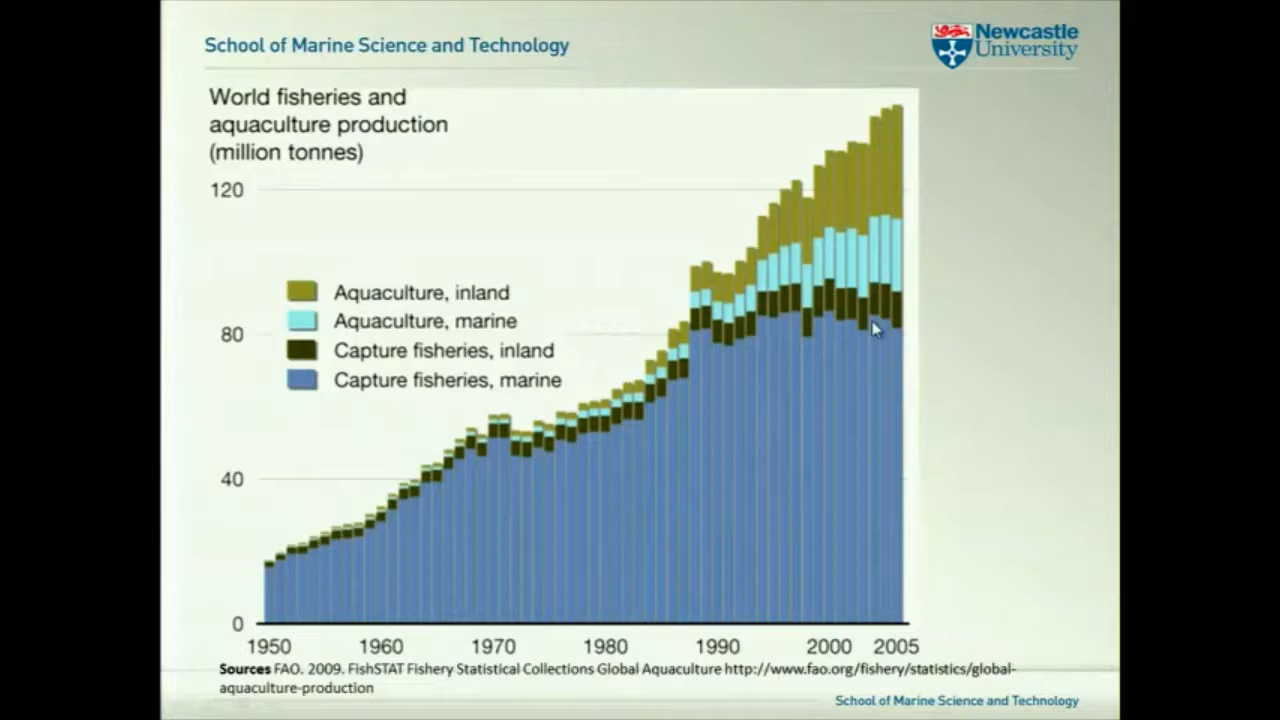 School of Marine Science and Technology
Newcastle
University
World fisheries and
aquaculture production
(million tonnes)
120
Aquaculture, inland
Aquaculture, marine
80
Capture fisheries, inland
Capture fisheries, marine
40
0
1950 1960 1970 1980 1990 2000 2005
Sources FAO. 2009. FishSTAT Fishery Statistical Collections Global Aquaculture http://www.fao.org/fishery/statistics/global-
aquaculture-production
School of Marine Science and Technology